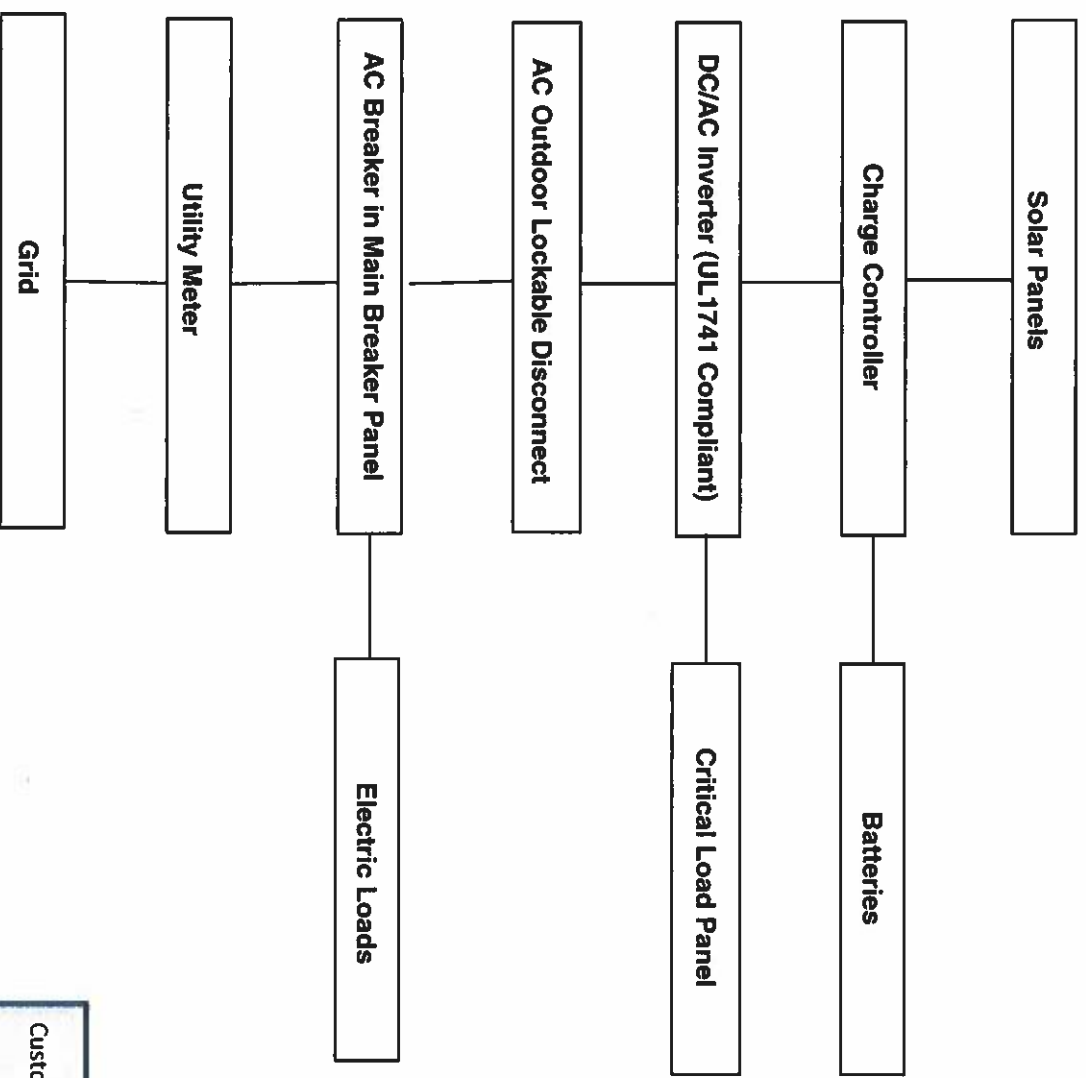 Solar Panels
Charge Controller
Batteries
DC/AC Inverter (UL1741 Compliant)
Critical Load Panel
AC Outdoor Lockable Disconnect
AC Breaker in Main Breaker Panel
Electric Loads
Utility Meter
Grid